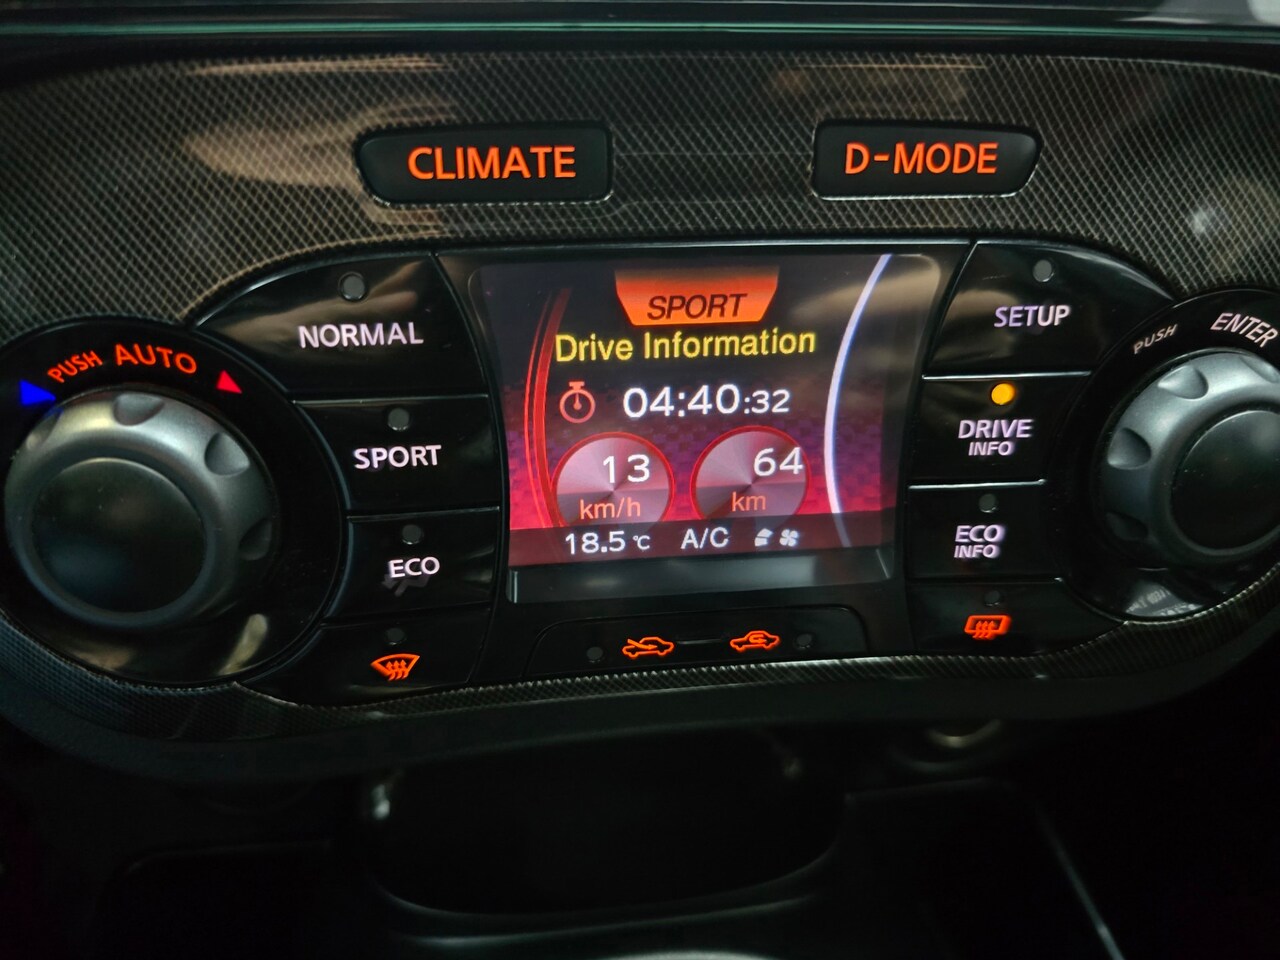 CLIMATE
D-MODE
NORMAL
SPORT
ECO
PUSH AUTO
SPORT
Drive Information
04:40:32
13
km/h
64
km
18.5 °C A/C
SETUP
DRIVE
INFO
ECO
INFO
PUSH ENTER